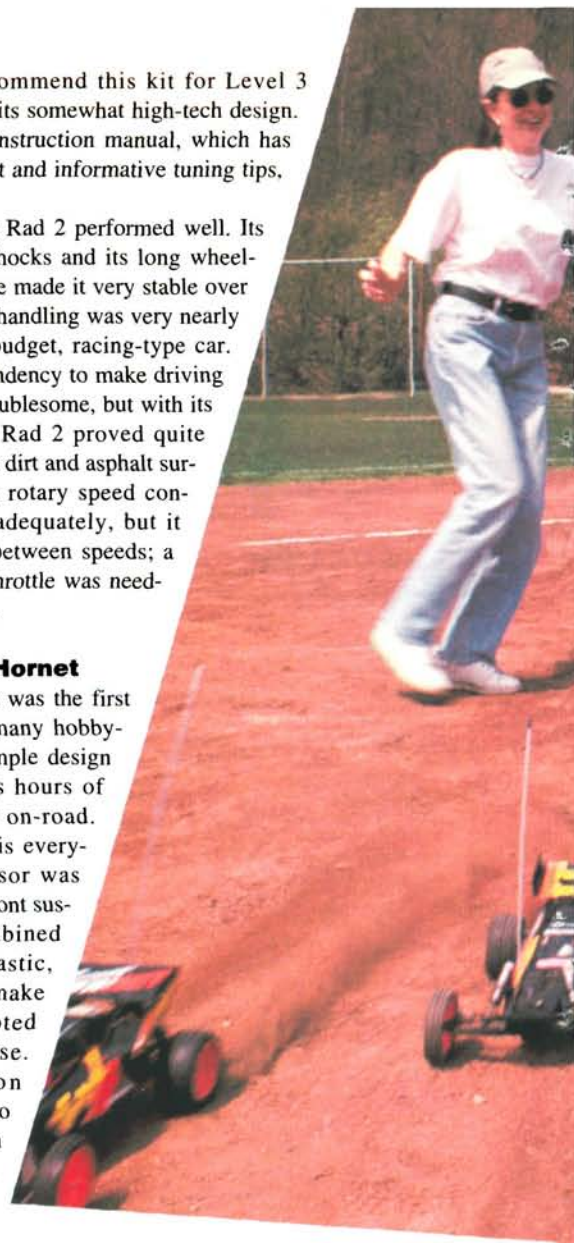 ommend this kit for Level 3
its somewhat high-tech design.
nstruction manual, which has
t and informative tuning tips,
Rad 2 performed well. Its
hocks and its long wheel-
e made it very stable over
handling was very nearly
udget, racing-type car.
ndency to make driving
ublesome, but with its
Rad 2 proved quite
dirt and asphalt sur-
rotary speed con-
adequately, but it
between speeds; a
hrottle was need-
Hornet
was the first
many hobby-
mple design
s hours of
on-road.
is every-
sor was
ont sus-
bined
astic,
make
oted
se.
on
o